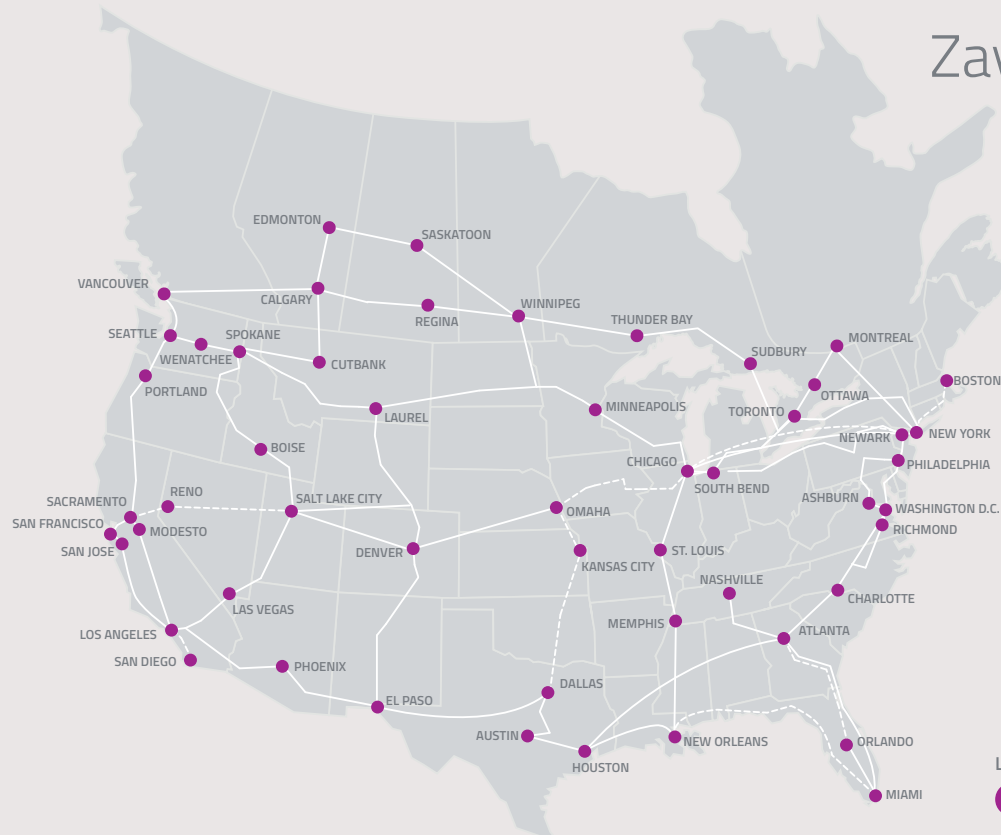 Zav
EDMONTON
SASKATOON
VANCOUVER
CALGARY
WINNIPEG
REGINA
THUNDER BAY
SEATTLE
SPOKANE
MONTREAL
SUDBURY
WENATCHEE
CUTBANK
BOSTON
PORTLAND
OTTAWA
MINNEAPOLIS
TORONTO
LAUREL
NEWARK
NEW YORK
BOISE
CHICAGO
PHILADELPHIA
SOUTH BEND
RENO
SALT LAKE CITY
ASHBURN
SACRAMENTO
WASHINGTON D.C.
OMAHA
SAN FRANCISCO
MODESTO
RICHMOND
SAN JOSE
DENVER
ST. LOUIS
KANSAS CITY
NASHVILLE
CHARLOTTE
LAS VEGAS
MEMPHIS
ATLANTA
LOS ANGELES
SAN DIEGO
PHOENIX
DALLAS
EL PASO
AUSTIN
NEW ORLEANS
ORLANDO
HOUSTON
MIAMI